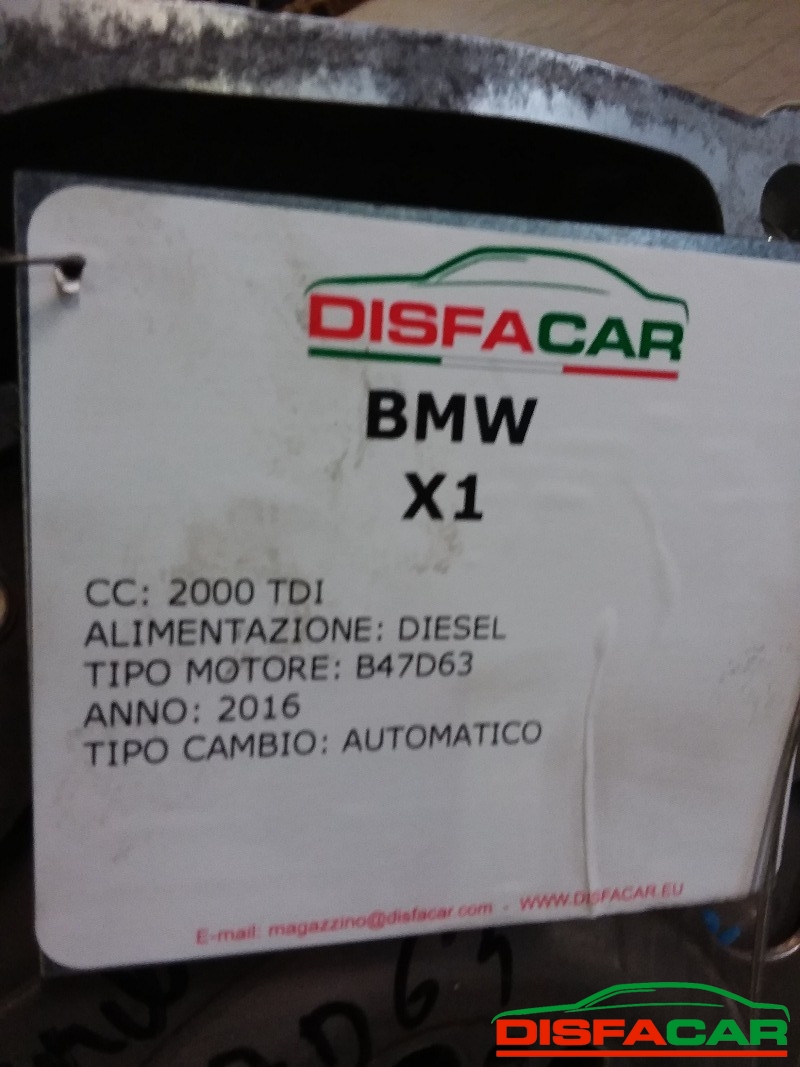 DISFACAR
BMW
X1
CC: 2000 TDI
ALIMENTAZIONE: DIESEL
TIPO MOTORE: B47D63
ANNO: 2016
TIPO CAMBIO: AUTOMATICO
E-mail: magazzino@disfacar.com - WWW.DISFACAR.EU
D63
DISFACAR